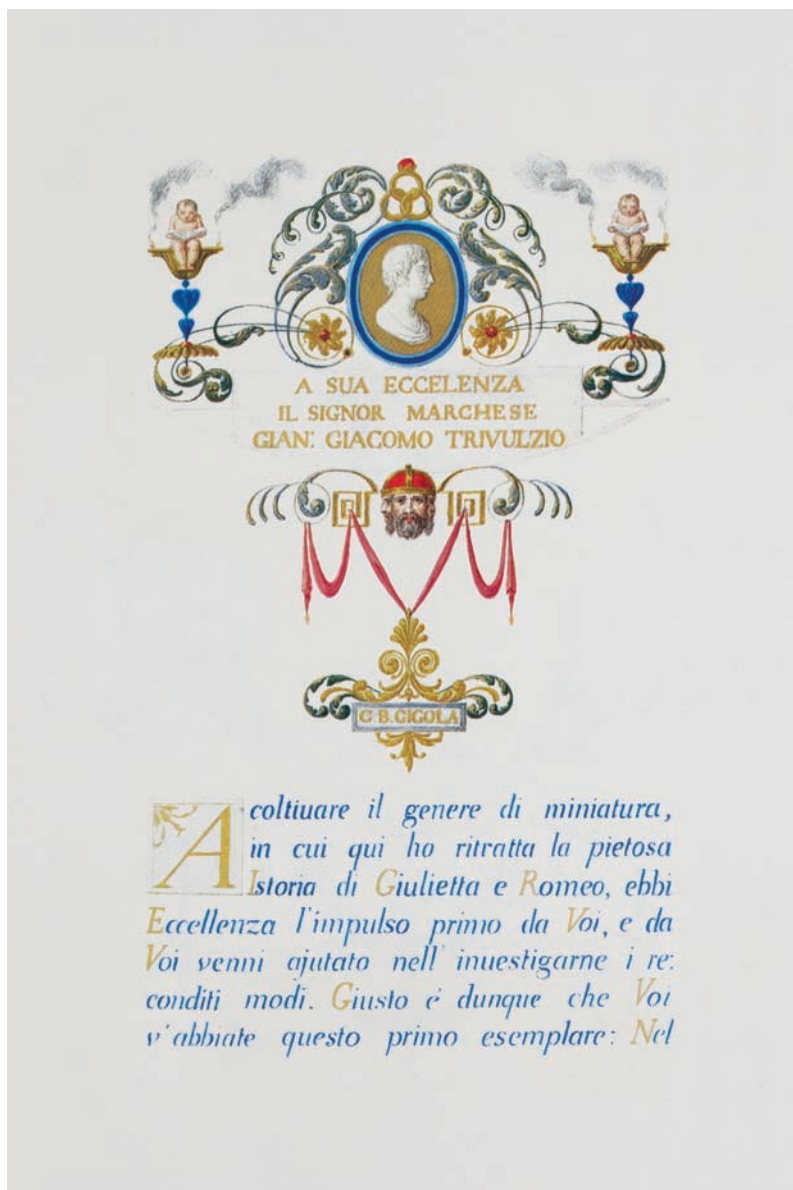 A SUA ECCELENZA
IL SIGNOR MARCHESE
GIAN: GIACOMO TRIVULZIO
G. B. GIGOLA
A coltiuare il genere di miniatura,
in cui qui ho ritratta la pietosa
Istoria di Giulietta e Romeo, ebbi
Eccellenza l'impulso primo da Voi, e da
Voi venni ajutato nell' inuestigarne i re:
conditi modi. Giusto é dunque che Voi
v'abbiate questo primo esemplare: Nel